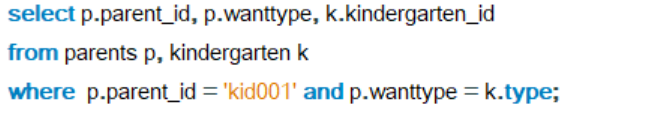 select p.parent_id, p.wanttype, k.kindergarten_id
from parents p, kindergarten k
where p.parent_id = 'kid001' and p.wanttype = k.type;